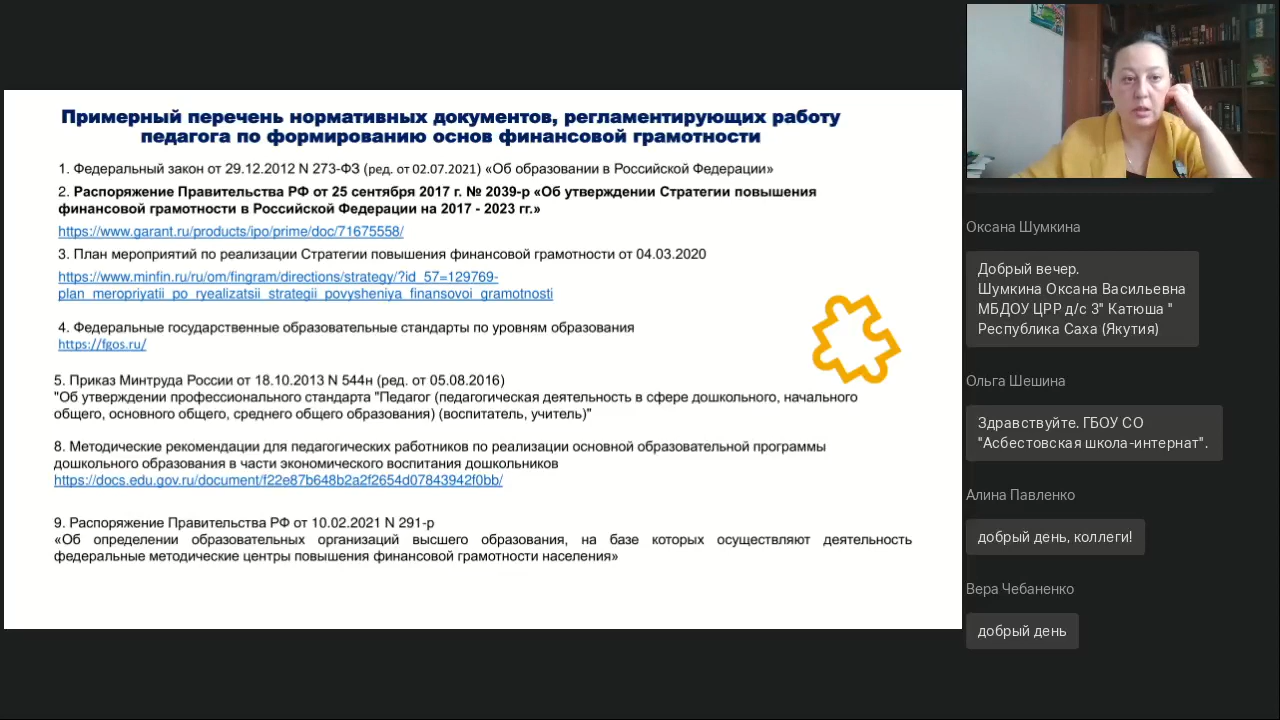 Примерный перечень нормативных документов, регламентирующих работу
педагога по формированию основ финансовой грамотности
1. Федеральный закон от 29.12.2012 N 273-ФЗ (ред. от 02.07.2021) «Об образовании в Российской Федерации»
2. Распоряжение Правительства РФ от 25 сентября 2017 г. № 2039-р «Об утверждении Стратегии повышения
финансовой грамотности в Российской Федерации на 2017 - 2023 гг.»
https://www.garant.ru/products/ipo/prime/doc/71675558/
3. План мероприятий по реализации Стратегии повышения финансовой грамотности от 04.03.2020
https://www.minfin.ru/ru/om/fingram/directions/strategy/?id_57=129769-
plan_meropriyatii_po_ryealizatsii_strategii_povysheniya_finansovoi_gramotnosti
4. Федеральные государственные образовательные стандарты по уровням образования
https://fgos.ru/
5. Приказ Минтруда России от 18.10.2013 N 544н (ред. от 05.08.2016)
"Об утверждении профессионального стандарта "Педагог (педагогическая деятельность в сфере дошкольного, начального
общего, основного общего, среднего общего образования) (воспитатель, учитель)"
8. Методические рекомендации для педагогических работников по реализации основной образовательной программы
дошкольного образования в части экономического воспитания дошкольников
https://docs.edu.gov.ru/document/f22e87b648b2a2f2654d07843942f0bb/
9. Распоряжение Правительства РФ от 10.02.2021 N 291-р
«Об определении образовательных организаций высшего образования, на базе которых осуществляют деятельность
федеральные методические центры повышения финансовой грамотности населения»
Оксана Шумкина
Добрый вечер.
Шумкина Оксана Васильевна
МБДОУ ЦРР д/с 3" Катюша "
Республика Саха (Якутия)
Ольга Шешина
Здравствуйте. ГБОУ СО
"Асбестовская школа-интернат".
Алина Павленко
добрый день, коллеги!
Вера Чебаненко
добрый день